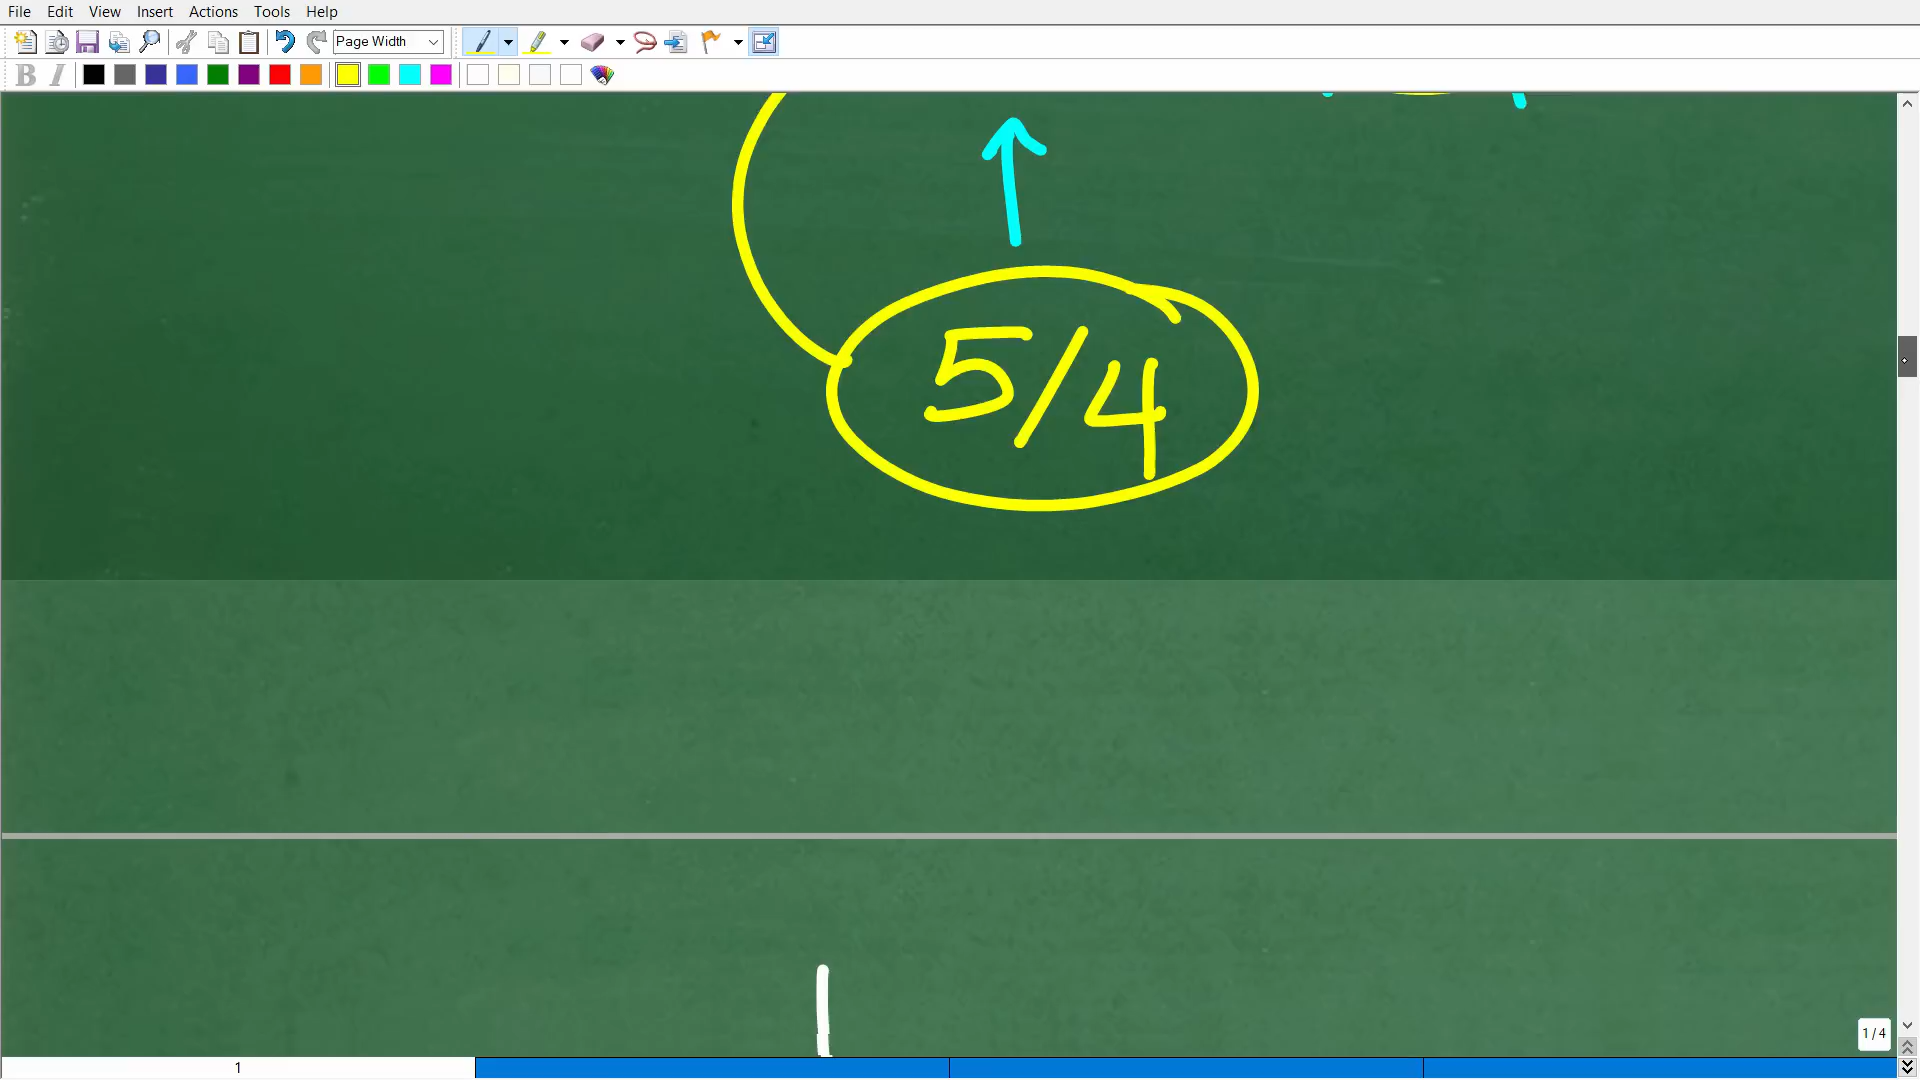 File Edit View Insert Actions Tools Help
Page Width
B I
5/4
1 / 4
1